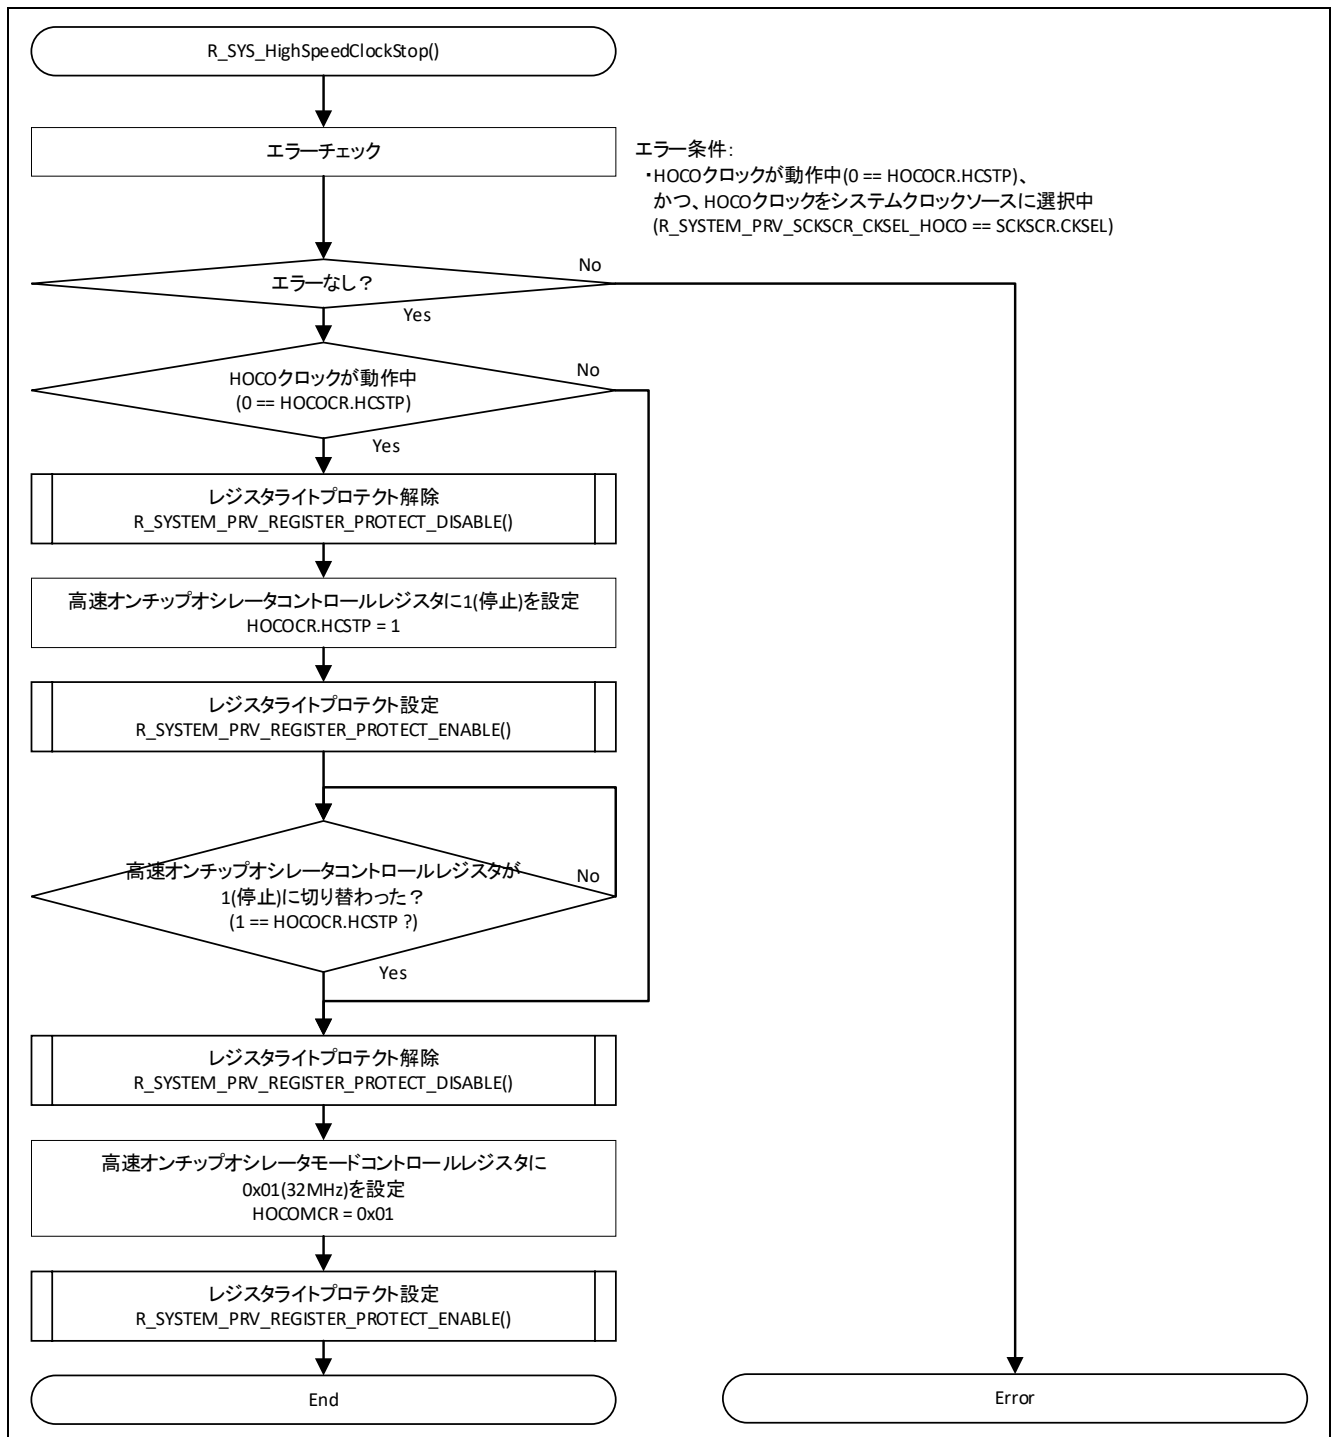 R_SYS_HighSpeedClockStop()
エラーチェック
エラー条件:
・HOCOクロックが動作中(0 == HOCOCR.HCSTP)、
かつ、HOCOクロックをシステムクロックソースに選択中
(R_SYSTEM_PRV_SCKSCR_CKSEL_HOCO == SCKSCR.CKSEL)
エラーなし？
No
Yes
HOCOクロックが動作中
(0 == HOCOCR.HCSTP)
No
Yes
レジスタライトプロテクト解除
R_SYSTEM_PRV_REGISTER_PROTECT_DISABLE()
高速オンチップオシレータコントロールレジスタに1(停止)を設定
HOCOCR.HCSTP = 1
レジスタライトプロテクト設定
R_SYSTEM_PRV_REGISTER_PROTECT_ENABLE()
高速オンチップオシレータコントロールレジスタが
1(停止)に切り替わった？
(1 == HOCOCR.HCSTP ?)
No
Yes
レジスタライトプロテクト解除
R_SYSTEM_PRV_REGISTER_PROTECT_DISABLE()
高速オンチップオシレータモードコントロールレジスタに
0x01(32MHz)を設定
HOCOMCR = 0x01
レジスタライトプロテクト設定
R_SYSTEM_PRV_REGISTER_PROTECT_ENABLE()
End
Error